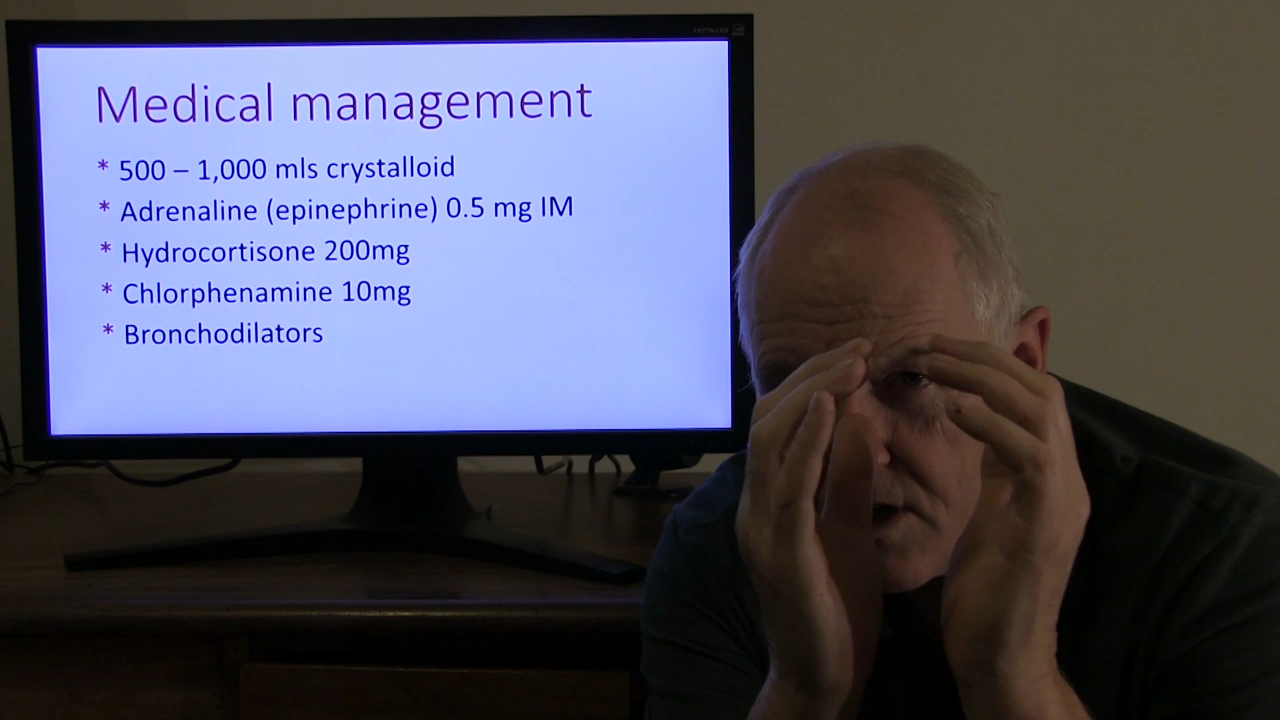 Medical management
* 500 – 1,000 mls crystalloid
* Adrenaline (epinephrine) 0.5 mg IM
* Hydrocortisone 200mg
* Chlorphenamine 10mg
* Bronchodilators